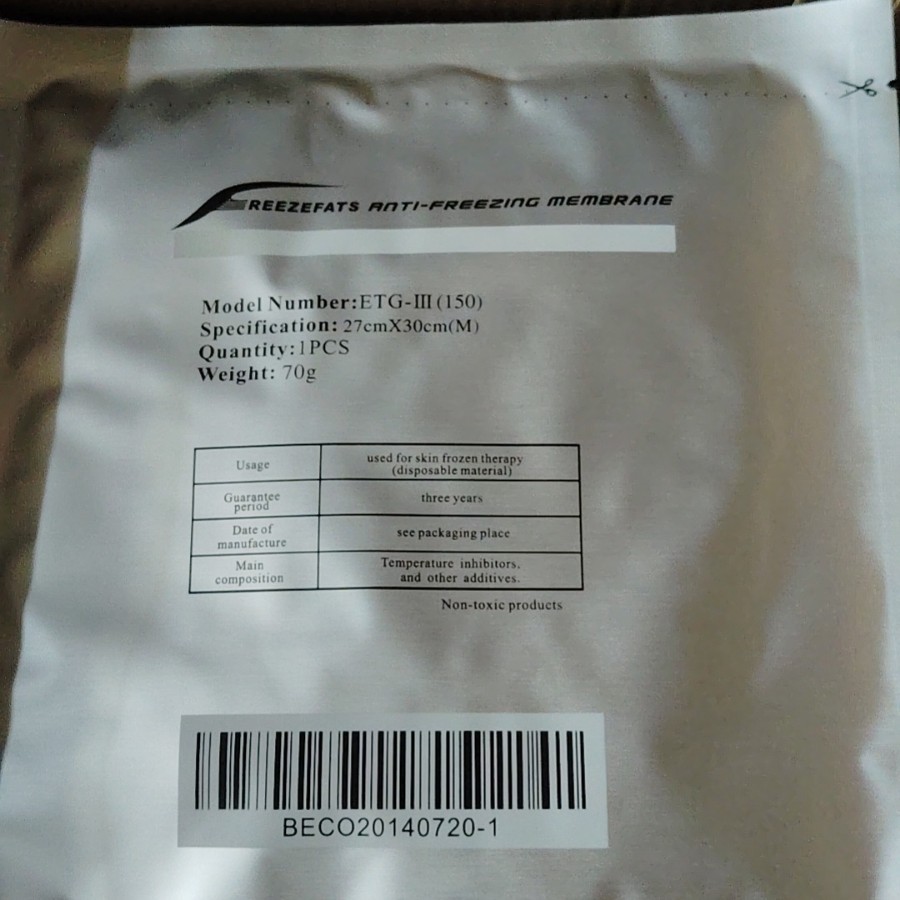 FREEZEFATS ANTI-FREEZING MEMBRANE
Model Number:ETG-III(150)
Specification: 27cmX30cm(M)
Quantity:1PCS
Weight: 70g
Usage
used for skin frozen therapy
(disposable material)
Guarantee
period
three years
Date of
manufacture
see packaging place
Main
composition
Temperature inhibitors,
and other additives.
Non-toxic products
BECO20140720-1